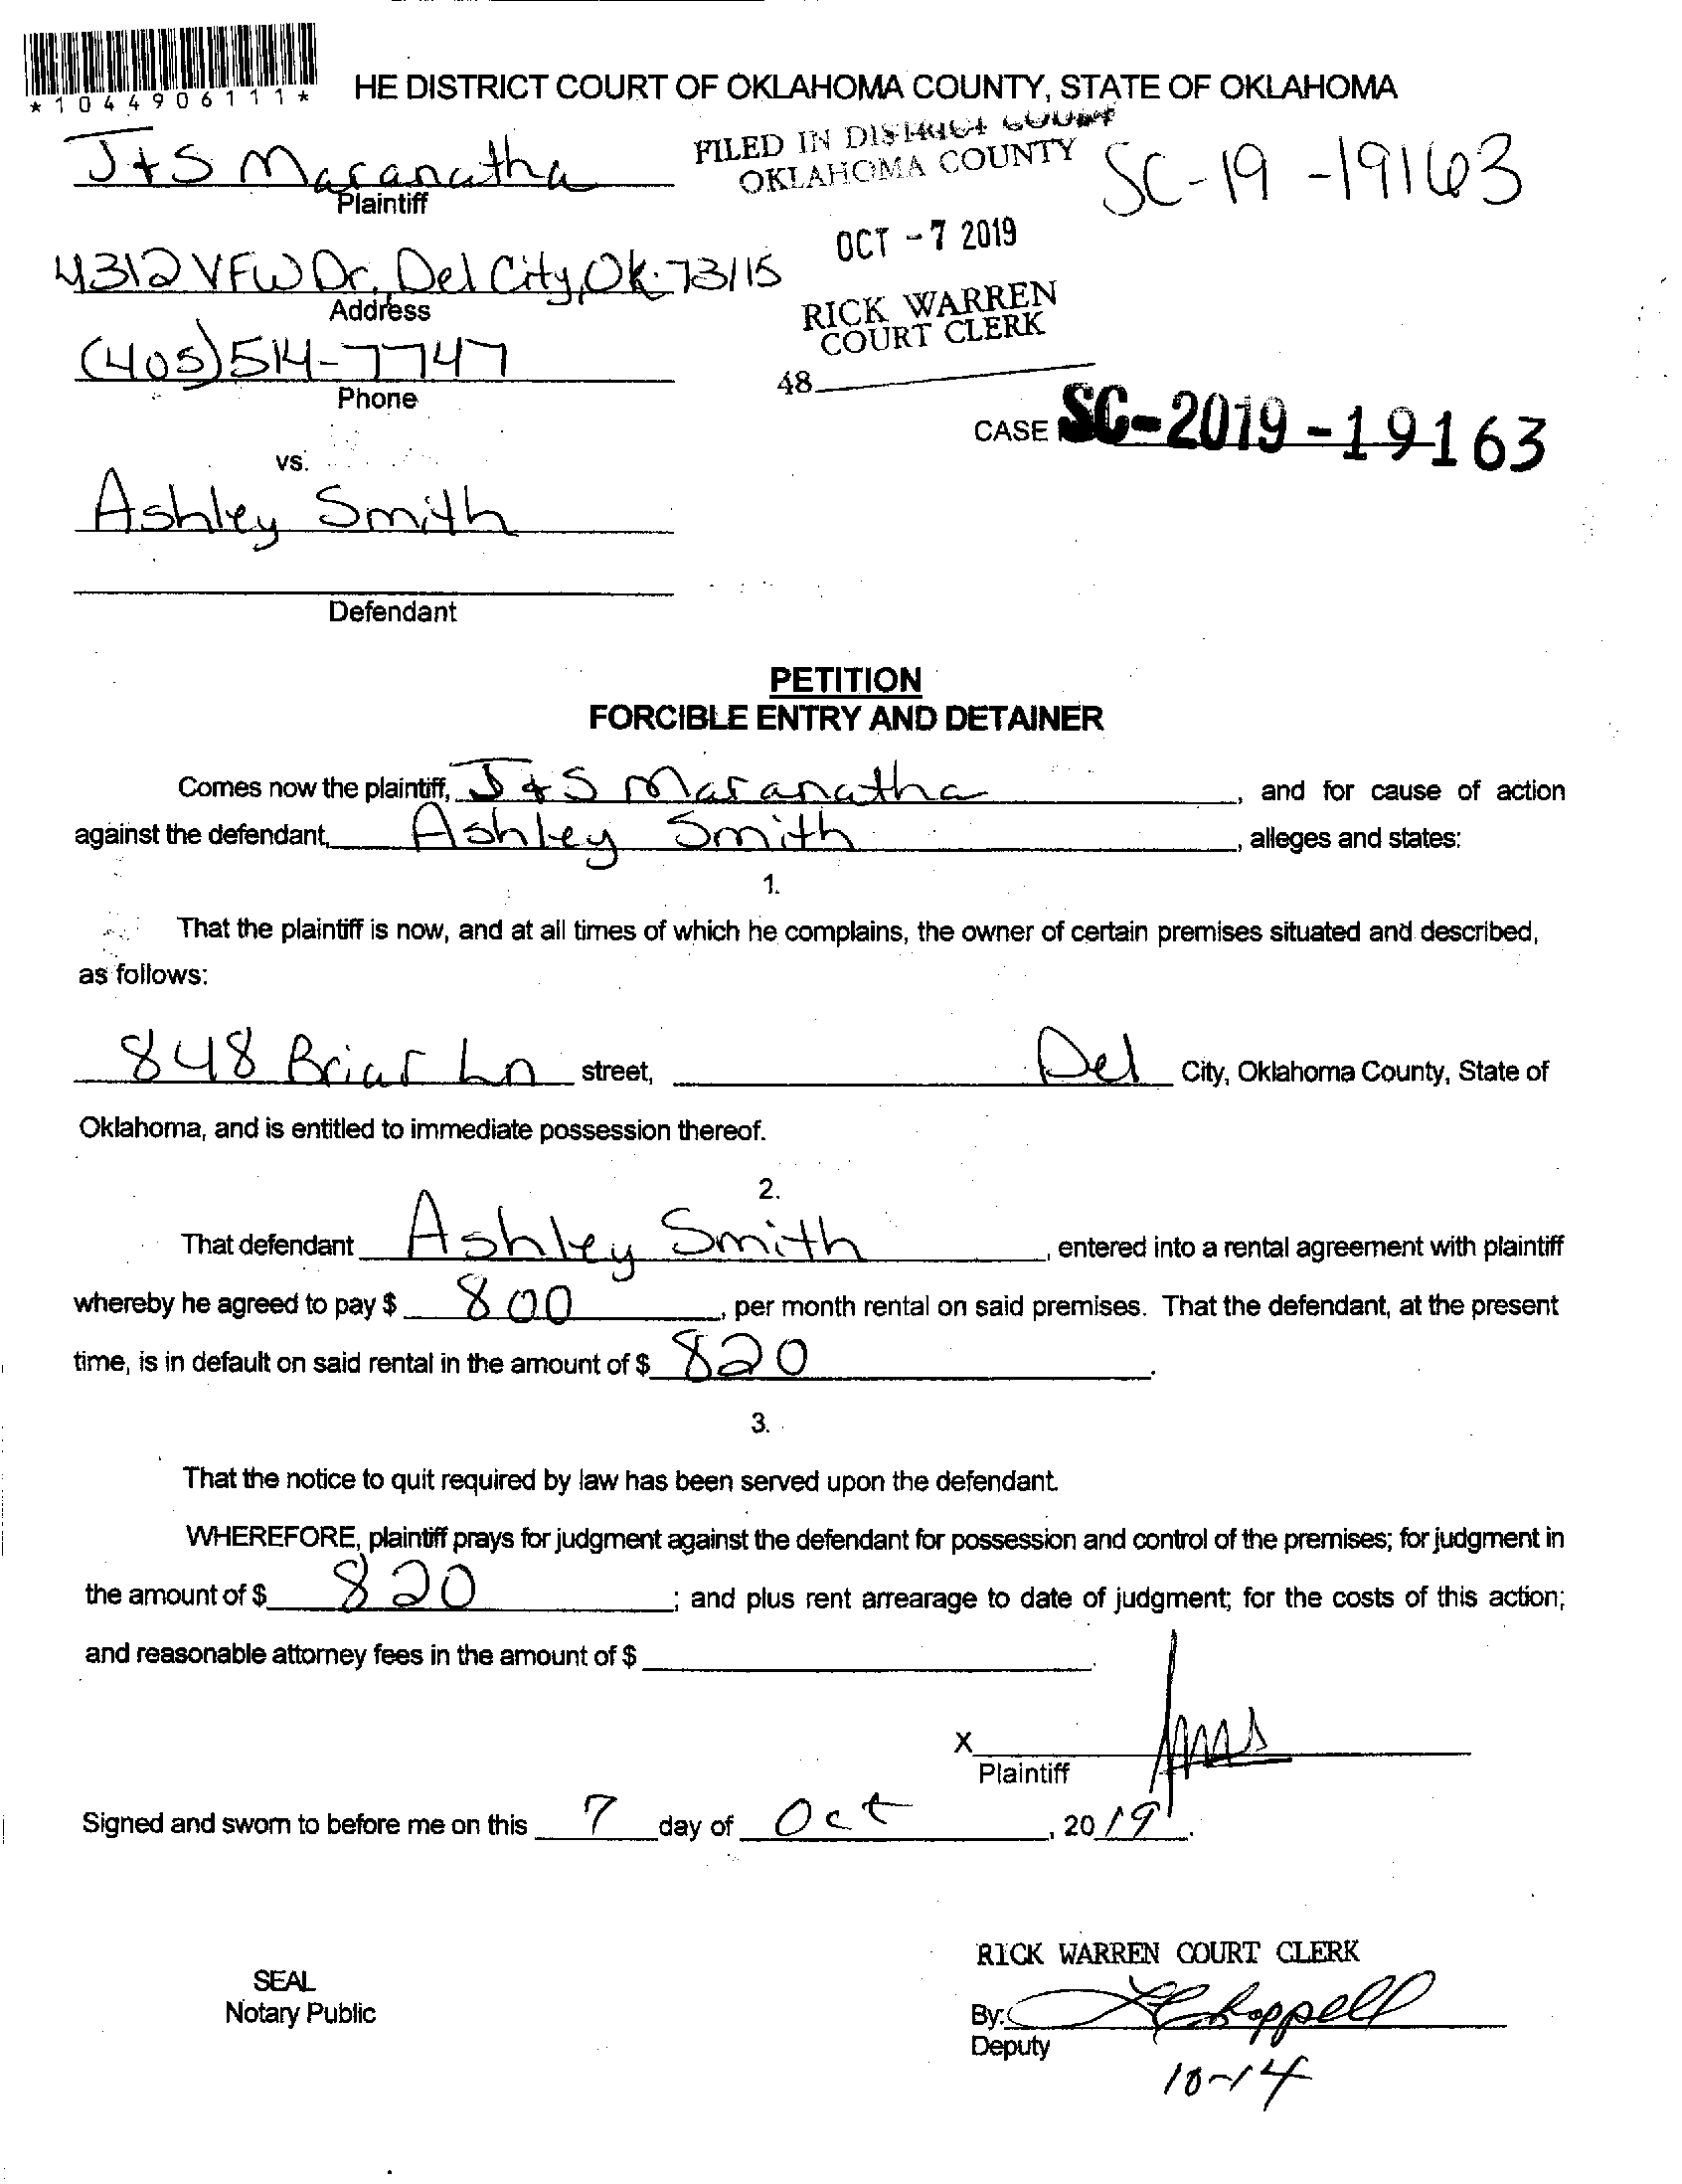 *1044906111*
HE DISTRICT COURT OF OKLAHOMA COUNTY, STATE OF OKLAHOMA
J+S Maranatha
Plaintiff
FILED IN DISTRICT COURT
OKLAHOMA COUNTY
SC-19-19163
OCT -7 2019
4312 VFW Dr. Del City, Ok. 73115
Address
RICK WARREN
COURT CLERK
(405)514-7747
Phone
48
CASE SC-2019-19163
vs.
Ashley Smith
Defendant
PETITION
FORCIBLE ENTRY AND DETAINER
Comes now the plaintiff, J+S Maranatha, and for cause of action
against the defendant, Ashley Smith, alleges and states:
1.
That the plaintiff is now, and at all times of which he complains, the owner of certain premises situated and described,
as follows:
848 Briar Ln street, Del City, Oklahoma County, State of
Oklahoma, and is entitled to immediate possession thereof.
2.
That defendant Ashley Smith, entered into a rental agreement with plaintiff
whereby he agreed to pay $ 800, per month rental on said premises. That the defendant, at the present
time, is in default on said rental in the amount of $ 820.
3.
That the notice to quit required by law has been served upon the defendant.
WHEREFORE, plaintiff prays for judgment against the defendant for possession and control of the premises; for judgment in
the amount of $ 820; and plus rent arrearage to date of judgment; for the costs of this action;
and reasonable attorney fees in the amount of $.
X
Plaintiff
Signed and sworn to before me on this 7 day of Oct, 2019.
RICK WARREN COURT CLERK
SEAL
Notary Public
By: Chappell
Deputy
10-14